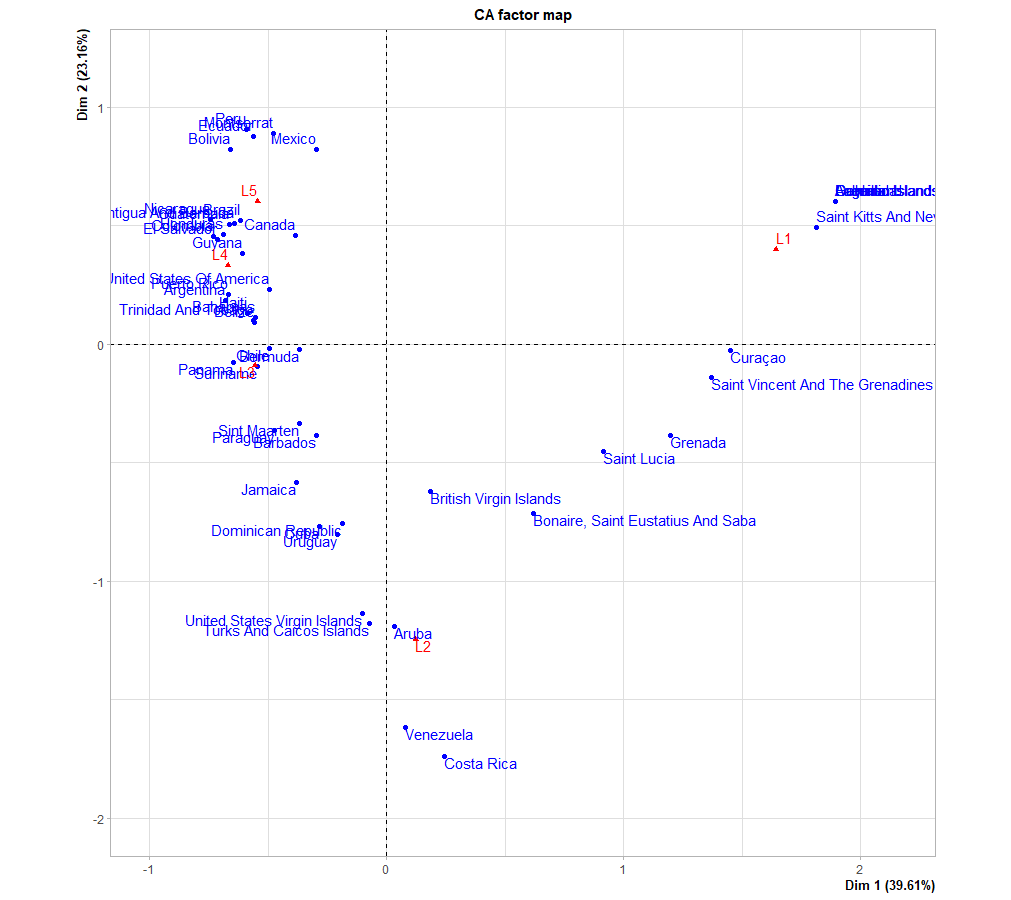 CA factor map
Dim 2 (23.16%)
1
0
-1
-2
Peru
Montserrat
Ecuador
Bolivia
Mexico
L5
Saint Kitts And Nev
L1
Nicaragua
Brazil
Canada
El Salvador
Honduras
Guyana
L4
United States Of America
Puerto Rico
Argentina
Haiti
Bahamas
Trinidad And Tobago
Belize
Chile
Bermuda
Panama
Suriname
L3
Curaçao
Saint Vincent And The Grenadines
Sint Maarten
Paraguay
Barbados
Grenada
Saint Lucia
Jamaica
British Virgin Islands
Bonaire, Saint Eustatius And Saba
Dominican Republic
Cuba
Uruguay
United States Virgin Islands
Turks And Caicos Islands
Aruba
L2
Venezuela
Costa Rica
-1
0
1
2
Dim 1 (39.61%)